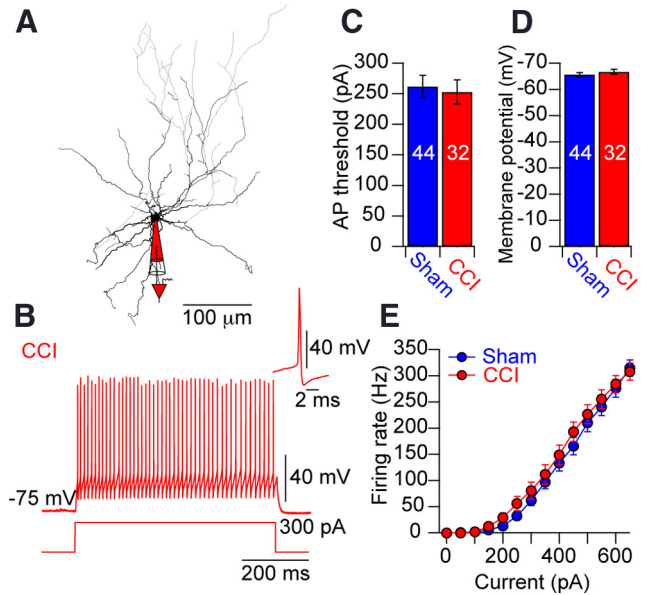 A
100 µm
B
CCI
40 mV
2 ms
40 mV
-75 mV
300 pA
200 ms
C
AP threshold (pA)
300
250
200
150
100
50
0
44
32
Sham
CCI
D
Membrane potential (mV)
-70
-60
-50
-40
-30
-20
-10
0
44
32
Sham
CCI
E
Sham
CCI
Firing rate (Hz)
350
300
250
200
150
100
50
0
0
200
400
600
Current (pA)